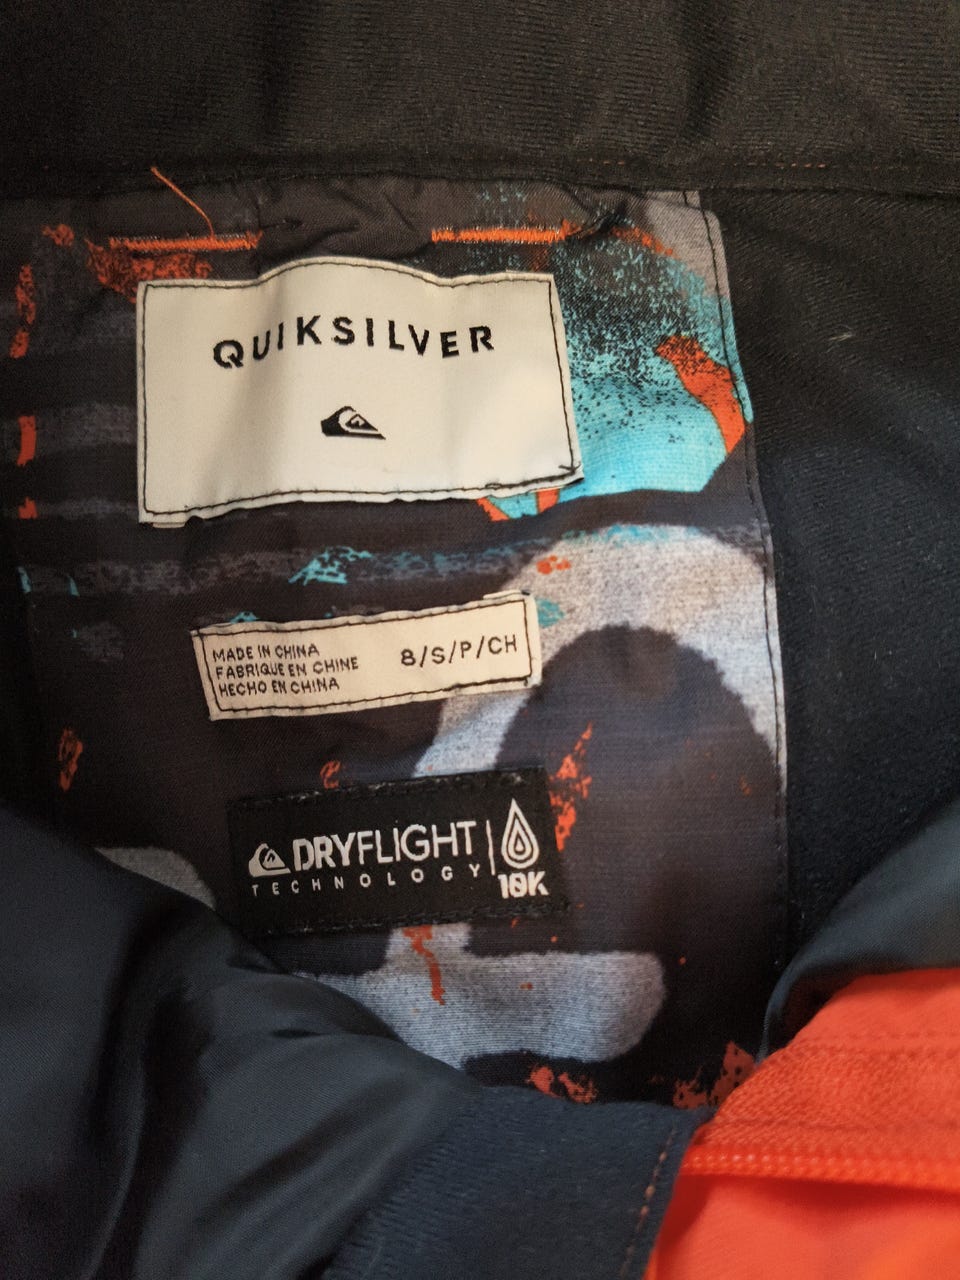 QUIKSILVER
MADE IN CHINA
FABRIQUE EN CHINE
HECHO EN CHINA
8/S/P/CH
DRYFLIGHT
TECHNOLOGY
10K